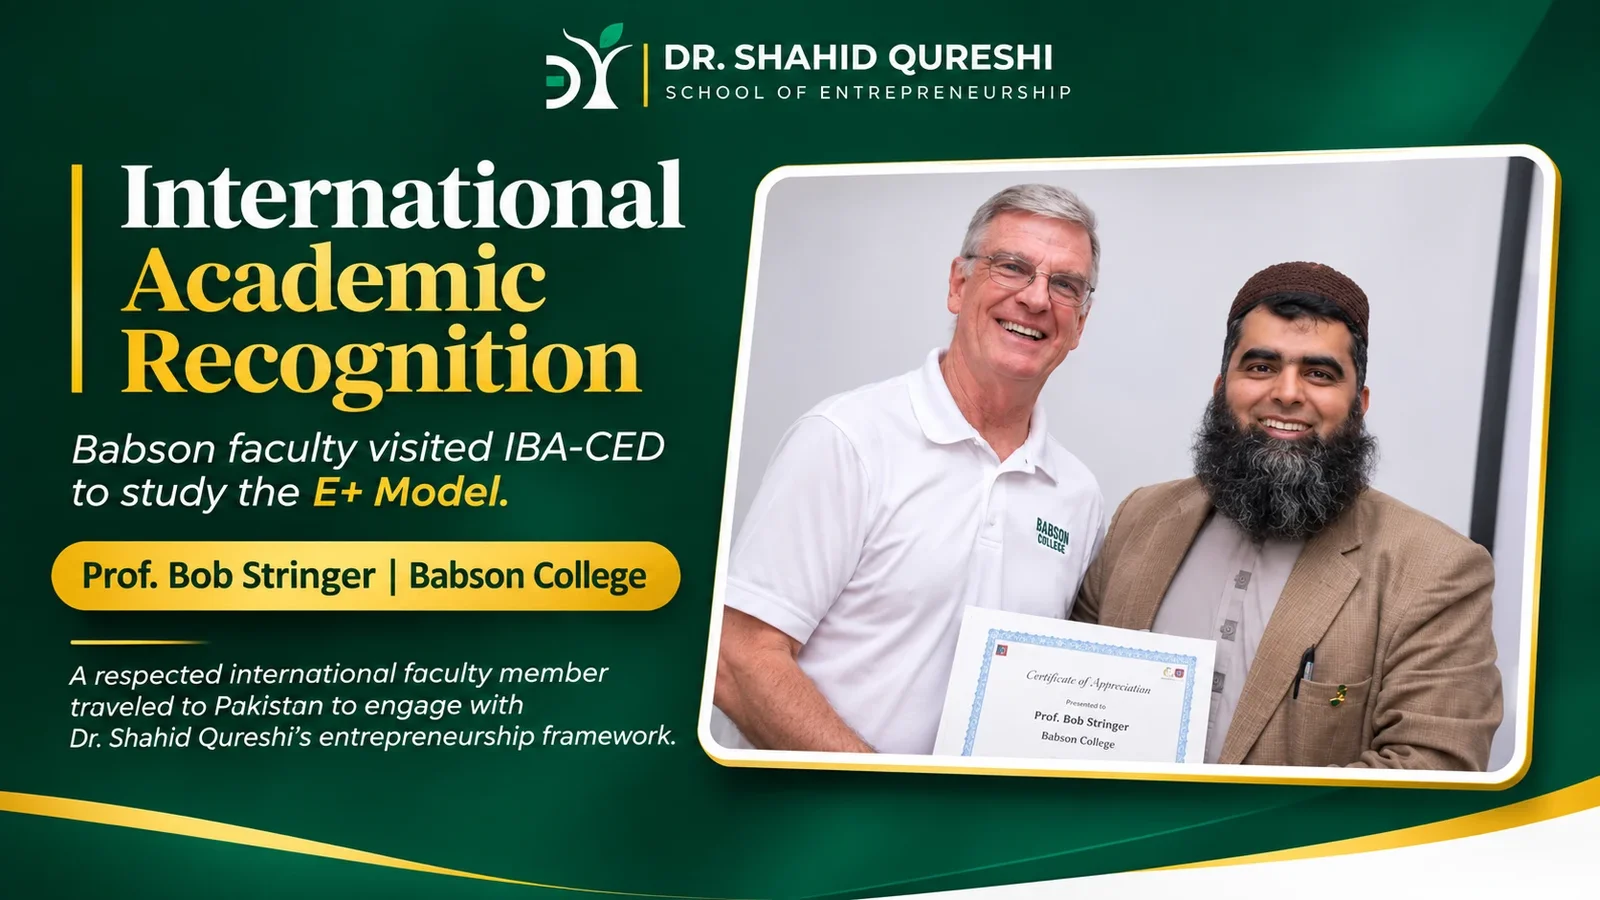 DR. SHAHID QURESHI
SCHOOL OF ENTREPRENEURSHIP
International
Academic
Recognition
Babson faculty visited IBA-CED
to study the E+ Model.
Prof. Bob Stringer | Babson College
A respected international faculty member
traveled to Pakistan to engage with
Dr. Shahid Qureshi's entrepreneurship framework.
BABSON
COLLEGE
Certificate of Appreciation
Presented to
Prof. Bob Stringer
Babson College